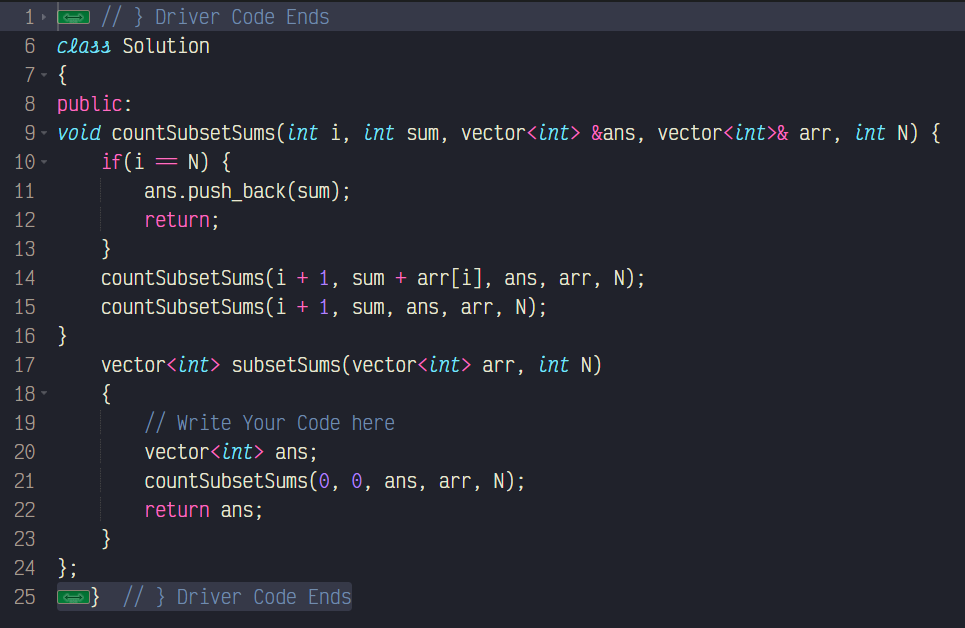 1 // } Driver Code Ends
6 class Solution
7 {
8 public:
9 void countSubsetSums(int i, int sum, vector<int> &ans, vector<int>& arr, int N) {
10 if(i == N) {
11 ans.push_back(sum);
12 return;
13 }
14 countSubsetSums(i + 1, sum + arr[i], ans, arr, N);
15 countSubsetSums(i + 1, sum, ans, arr, N);
16 }
17 vector<int> subsetSums(vector<int> arr, int N)
18 {
19 // Write Your Code here
20 vector<int> ans;
21 countSubsetSums(0, 0, ans, arr, N);
22 return ans;
23 }
24 };
25 } // } Driver Code Ends